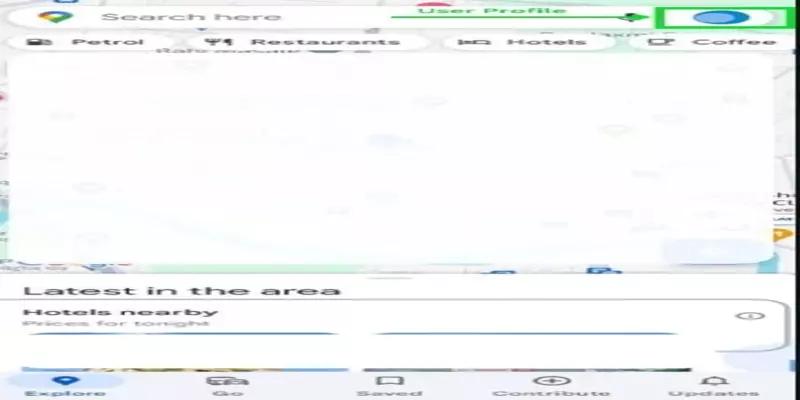 Search here
User Profile
Petrol
Restaurants
Hotels
Coffee
Latest in the area
Hotels nearby
Prices for tonight
Explore
Go
Saved
Contribute
Updates